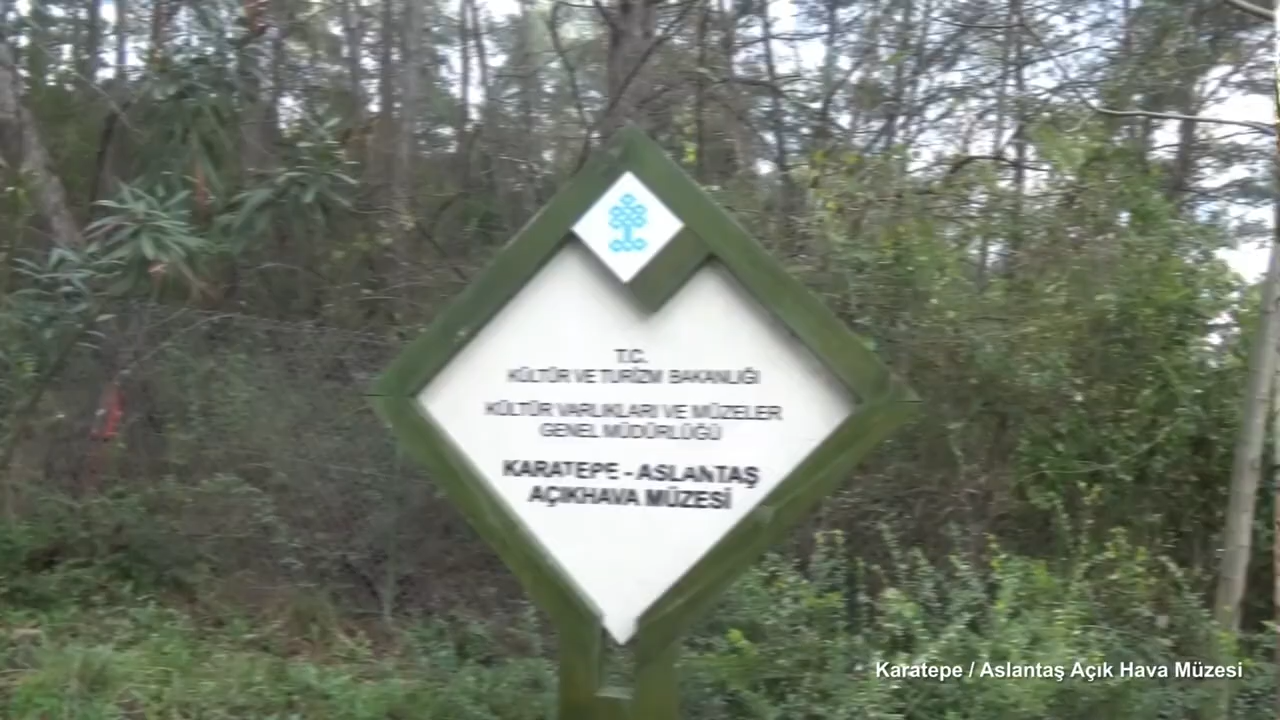 T.C.
KÜLTÜR VE TURİZM BAKANLIĞI
KÜLTÜR VARLIKLARI VE MÜZELER
GENEL MÜDÜRLÜĞÜ
KARATEPE - ASLANTAŞ
AÇIKHAVA MÜZESİ
Karatepe / Aslantaş Açık Hava Müzesi